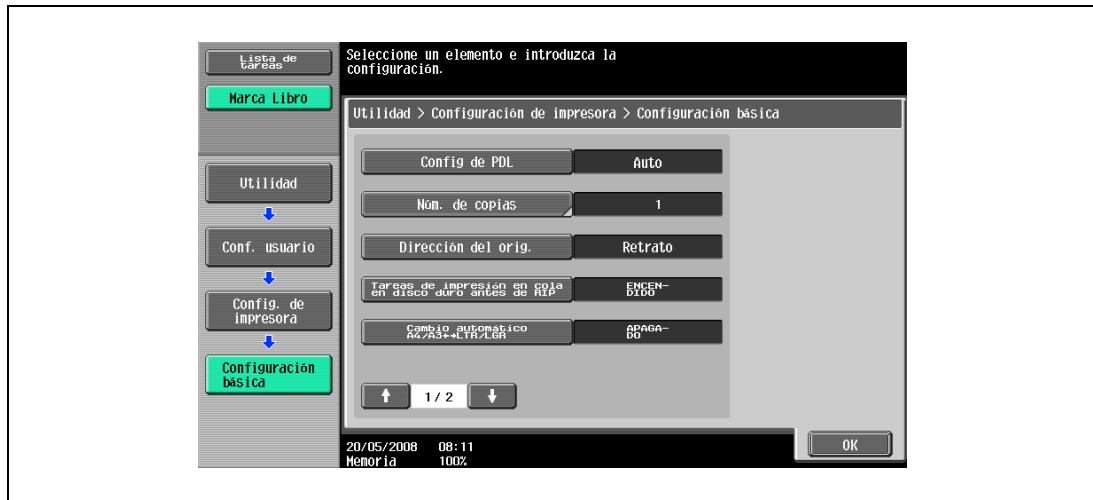 Lista de
tareas
Marca Libro
Seleccione un elemento e introduzca la
configuración.
Utilidad > Configuración de impresora > Configuración básica
Utilidad
Conf. usuario
Config. de
impresora
Configuración
básica
Config de PDL
Auto
Núm. de copias
1
Dirección del orig.
Retrato
Tareas de impresión en cola
en disco duro antes de RIP
ENCEN-
DIDO
Cambio automático
A4/A3↔LTR/LGR
APAGA-
DO
1/ 2
20/05/2008 08:11
Memoria 100%
OK